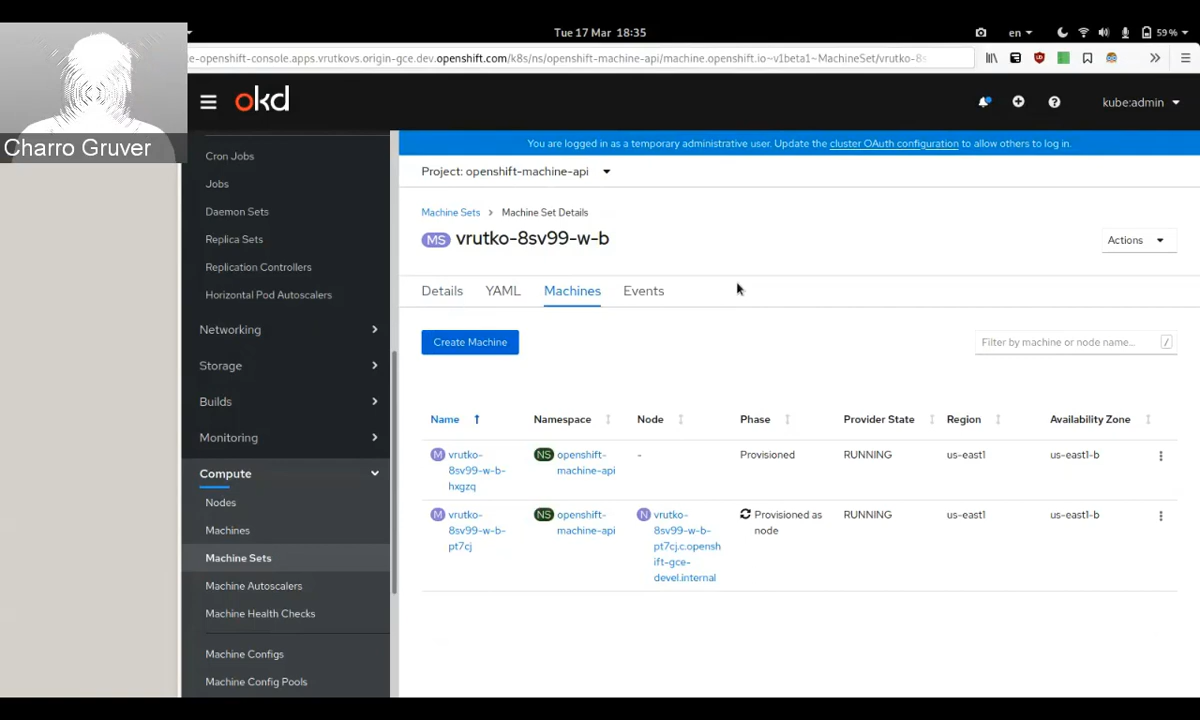 Tue 17 Mar 18:35
en
59 %
e-openshift-console.apps.vrutkovs.origin-gce.dev.openshift.com/k8s/ns/openshift-machine-api/machine.openshift.io~v1beta1~MachineSet/vrutko-8s
okd
kube:admin
Charro Gruver
You are logged in as a temporary administrative user. Update the cluster OAuth configuration to allow others to log in.
Cron Jobs
Jobs
Daemon Sets
Replica Sets
Replication Controllers
Horizontal Pod Autoscalers
Networking
Storage
Builds
Monitoring
Compute
Nodes
Machines
Machine Sets
Machine Autoscalers
Machine Health Checks
Machine Configs
Machine Config Pools
Project: openshift-machine-api
Machine Sets > Machine Set Details
MS vrutko-8sv99-w-b
Actions
Details YAML Machines Events
Create Machine
Filter by machine or node name... /
Name Namespace Node Phase Provider State Region Availability Zone
M vrutko-
8sv99-w-b-
hxgzq
NS openshift-
machine-api
-
Provisioned
RUNNING
us-east1
us-east1-b
M vrutko-
8sv99-w-b-
pt7cj
NS openshift-
machine-api
N vrutko-
8sv99-w-b-
pt7cj.c.opensh
ift-gce-
devel.internal
Provisioned as
node
RUNNING
us-east1
us-east1-b